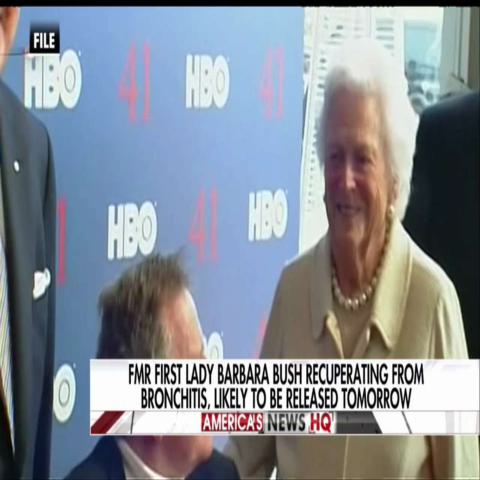 FILE
HBO 41 HBO 41
41 HBO 41 HBO
HBO
FMR FIRST LADY BARBARA BUSH RECUPERATING FROM
BRONCHITIS, LIKELY TO BE RELEASED TOMORROW
AMERICA'S NEWS HQ